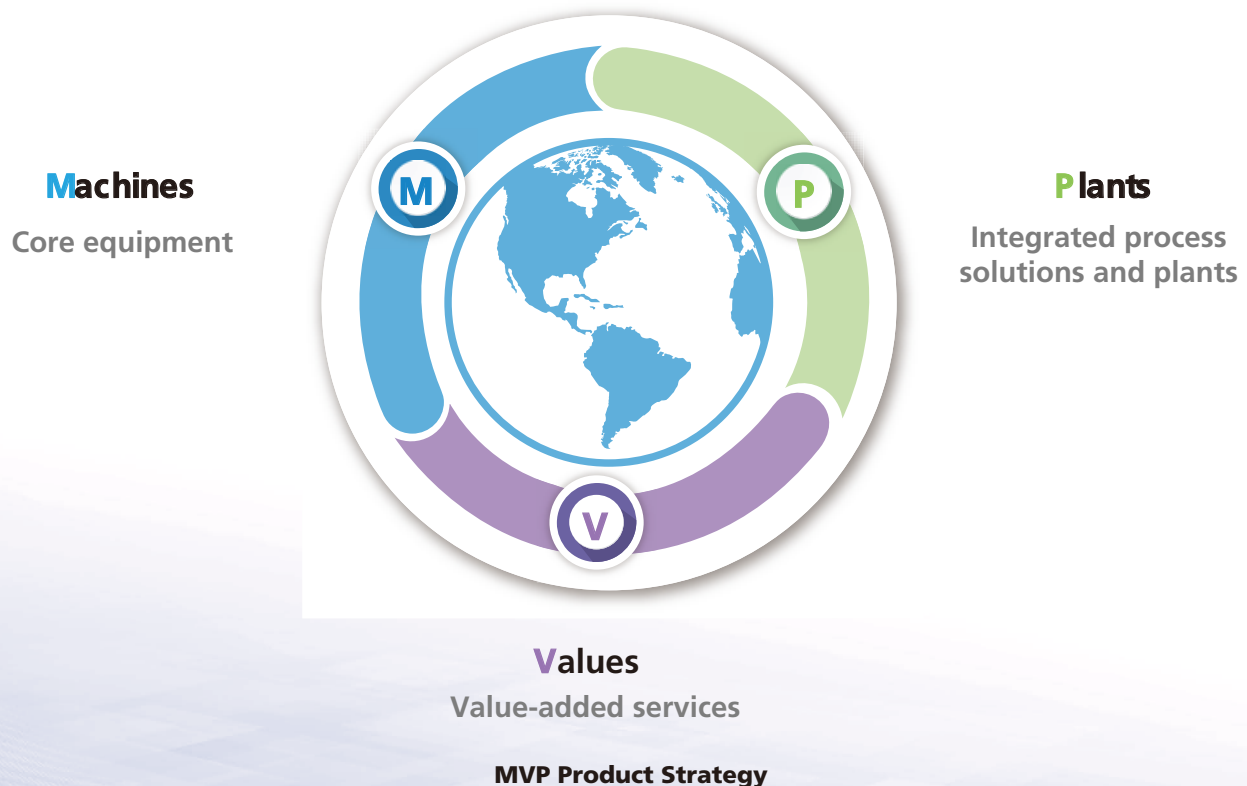 M
P
Machines
Core equipment
Plants
Integrated process
solutions and plants
V
Values
Value-added services
MVP Product Strategy